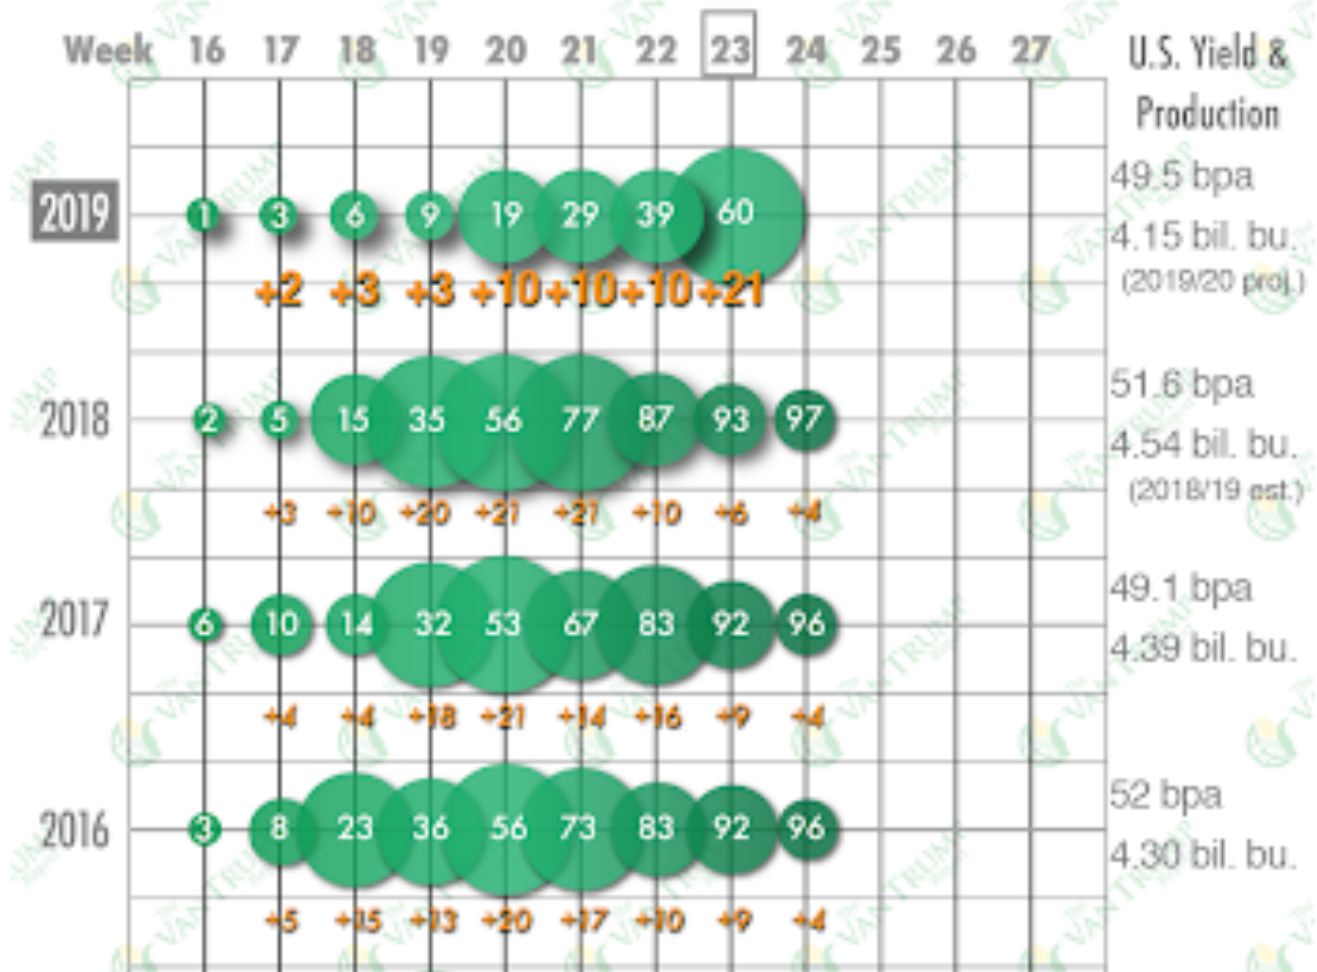 Week 16 17 18 19 20 21 22 23 24 25 26 27 U.S. Yield &
Production
2019 1 3 6 9 19 29 39 60 49.5 bpa
4.15 bil. bu.
+2 +3 +3 +10 +10 +10 +21 (2019/20 proj.)
2018 2 5 15 35 56 77 87 93 97 51.6 bpa
4.54 bil. bu.
+3 +10 +20 +21 +21 +10 +6 +4 (2018/19 est.)
2017 6 10 14 32 53 67 83 92 96 49.1 bpa
4.39 bil. bu.
+4 +4 +18 +21 +14 +16 +9 +4
2016 3 8 23 36 56 73 83 92 96 52 bpa
4.30 bil. bu.
+5 +15 +13 +20 +17 +10 +9 +4
The
VAN TRUMP